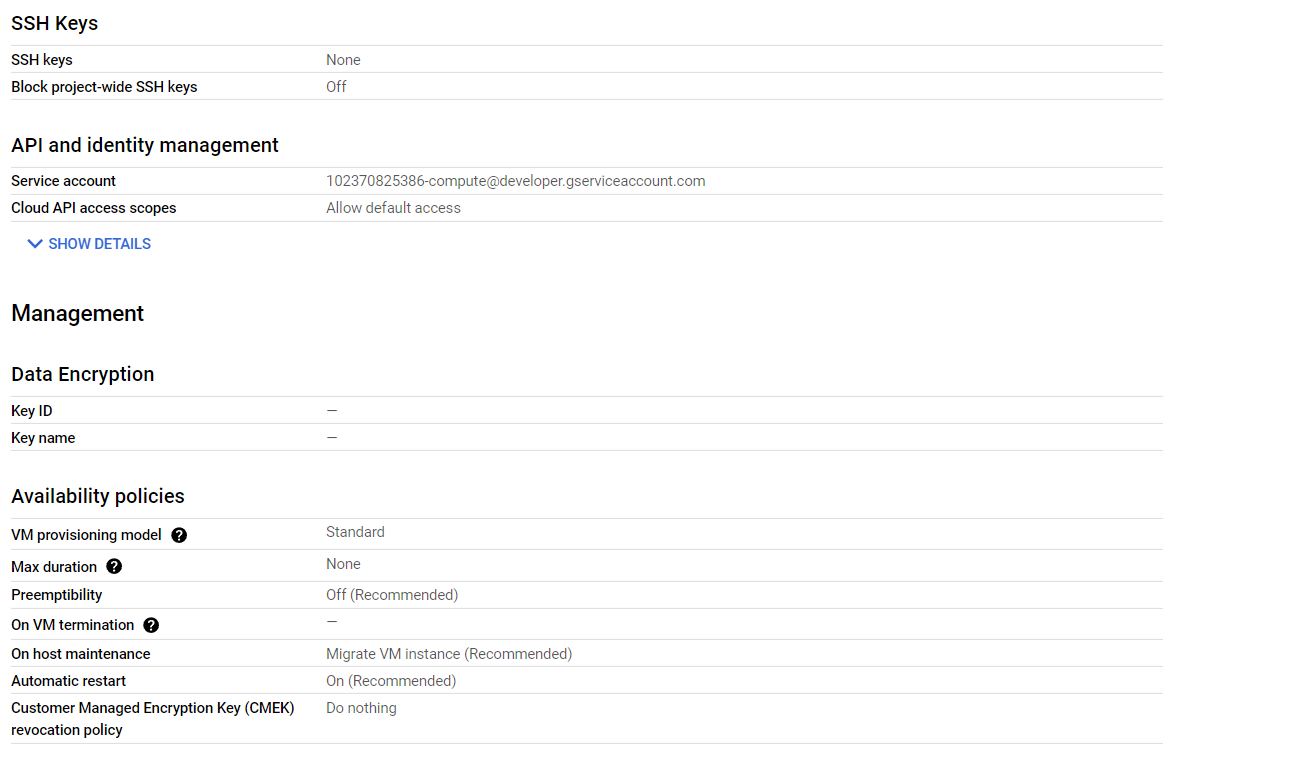 SSH Keys
SSH keys None
Block project-wide SSH keys Off
API and identity management
Service account 102370825386-compute@developer.gserviceaccount.com
Cloud API access scopes Allow default access
SHOW DETAILS
Management
Data Encryption
Key ID —
Key name —
Availability policies
VM provisioning model ? Standard
Max duration ? None
Preemptibility Off (Recommended)
On VM termination ? —
On host maintenance Migrate VM instance (Recommended)
Automatic restart On (Recommended)
Customer Managed Encryption Key (CMEK) Do nothing
revocation policy